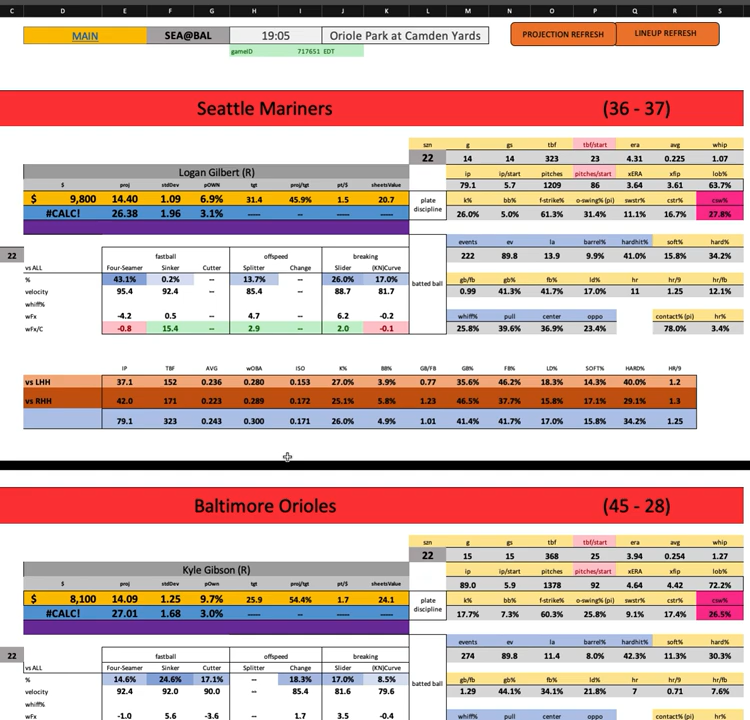 C D E F G H I J K L M N O P Q R S
MAIN SEA@BAL 19:05 Oriole Park at Camden Yards PROJECTION REFRESH LINEUP REFRESH
gameID 717651 EDT
Seattle Mariners (36 - 37)
szn g gs tbf tbf/start era avg whip
22 14 14 323 23 4.31 0.225 1.07
Logan Gilbert (R) ip ip/start pitches pitches/start xERA xfip lob%
$ proj stdDev pOWN tgt proj/tgt pt/$ sheetsValue 79.1 5.7 1209 86 3.64 3.61 63.7%
$ 9,800 14.40 1.09 6.9% 31.4 45.9% 1.5 20.7 plate discipline k% bb% f-strike% o-swing% (pi) swstr% cstr% csw%
#CALC! 26.38 1.96 3.1% ---- -- ---- ---- 26.0% 5.0% 61.3% 31.4% 11.1% 16.7% 27.8%
events ev la barrel% hardhit% soft% hard%
22 fastball offspeed breaking 222 89.8 13.9 9.9% 41.0% 15.8% 34.2%
vs ALL Four-Seamer Sinker Cutter Splitter Change Slider (KN)Curve
% 43.1% 0.2% -- 13.7% -- 26.0% 17.0% batted ball gb/fb gb% fb% ld% hr hr/9 hr/fb
velocity 95.4 92.4 -- 85.4 -- 88.7 81.7 0.99 41.3% 41.7% 17.0% 11 1.25 12.1%
whiff%
wFx -4.2 0.5 4.7 6.2 -0.2 whiff% pull center oppo contact% (pi) hr%
wFx/C -0.8 15.4 -- 2.9 -- 2.0 -0.1 25.8% 39.6% 36.9% 23.4% 78.0% 3.4%
IP TBF AVG wOBA ISO K% BB% GB/FB GB% FB% LD% SOFT% HARD% HR/9
vs LHH 37.1 152 0.236 0.280 0.153 27.0% 3.9% 0.77 35.6% 46.2% 18.3% 14.3% 40.0% 1.2
vs RHH 42.0 171 0.223 0.289 0.172 25.1% 5.8% 1.23 46.5% 37.7% 15.8% 17.1% 29.1% 1.3
79.1 323 0.243 0.300 0.171 26.0% 4.9% 1.01 41.4% 41.7% 17.0% 15.8% 34.2% 1.25
Baltimore Orioles (45 - 28)
szn g gs tbf tbf/start era avg whip
22 15 15 368 25 3.94 0.254 1.27
Kyle Gibson (R) ip ip/start pitches pitches/start xERA xfip lob%
$ proj stdDev pOwn tgt proj/tgt pt/$ sheetsValue 89.0 5.9 1378 92 4.64 4.42 72.2%
$ 8,100 14.09 1.25 9.7% 25.9 54.4% 1.7 24.1 plate discipline k% bb% f-strike% o-swing% (pi) swstr% cstr% csw%
#CALC! 27.01 1.68 3.0% ---- -- ---- ---- 17.7% 7.3% 60.3% 25.8% 9.1% 17.4% 26.5%
events ev la barrel% hardhit% soft% hard%
22 fastball offspeed breaking 274 89.8 11.4 8.0% 42.3% 11.3% 30.3%
vs ALL Four-Seamer Sinker Cutter Splitter Change Slider (KN)Curve
% 14.6% 24.6% 17.1% -- 18.3% 17.0% 8.5% batted ball gb/fb gb% fb% ld% hr hr/9 hr/fb
velocity 92.4 92.0 90.0 -- 85.4 81.6 79.6 1.29 44.1% 34.1% 21.8% 7 0.71 7.6%
whiff%
wFx -1.0 5.6 -3.6 1.7 3.5 -0.4 whiff% pull center oppo contact% (pi) hr%